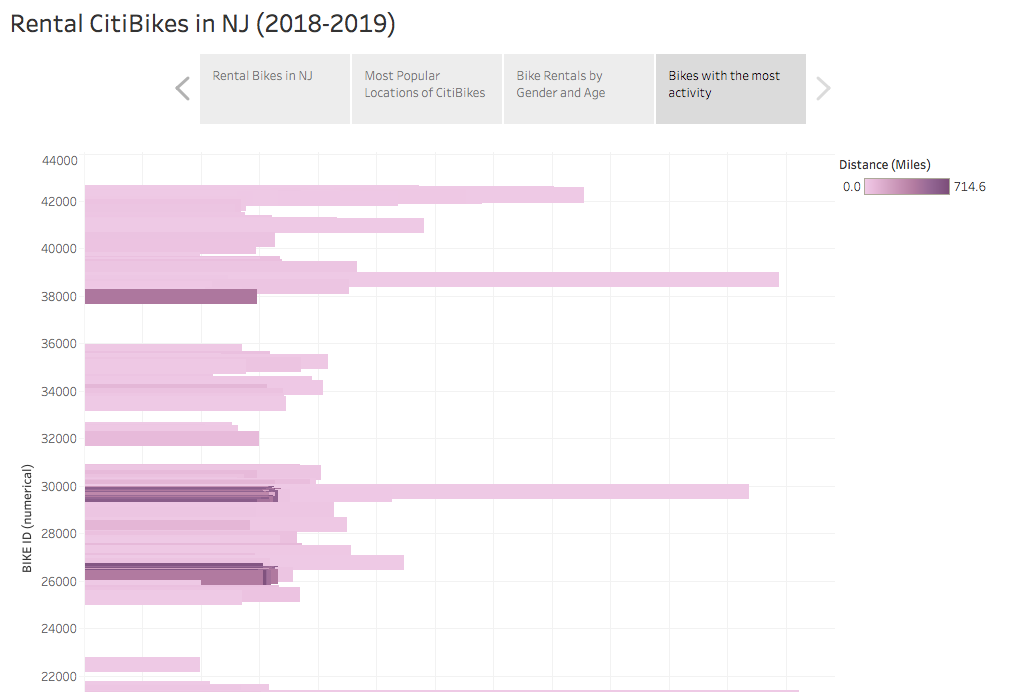 Rental CitiBikes in NJ (2018-2019)
Rental Bikes in NJ
Most Popular
Locations of CitiBikes
Bike Rentals by
Gender and Age
Bikes with the most
activity
Distance (Miles)
0.0
714.6
BIKE ID (numerical)
44000
42000
40000
38000
36000
34000
32000
30000
28000
26000
24000
22000